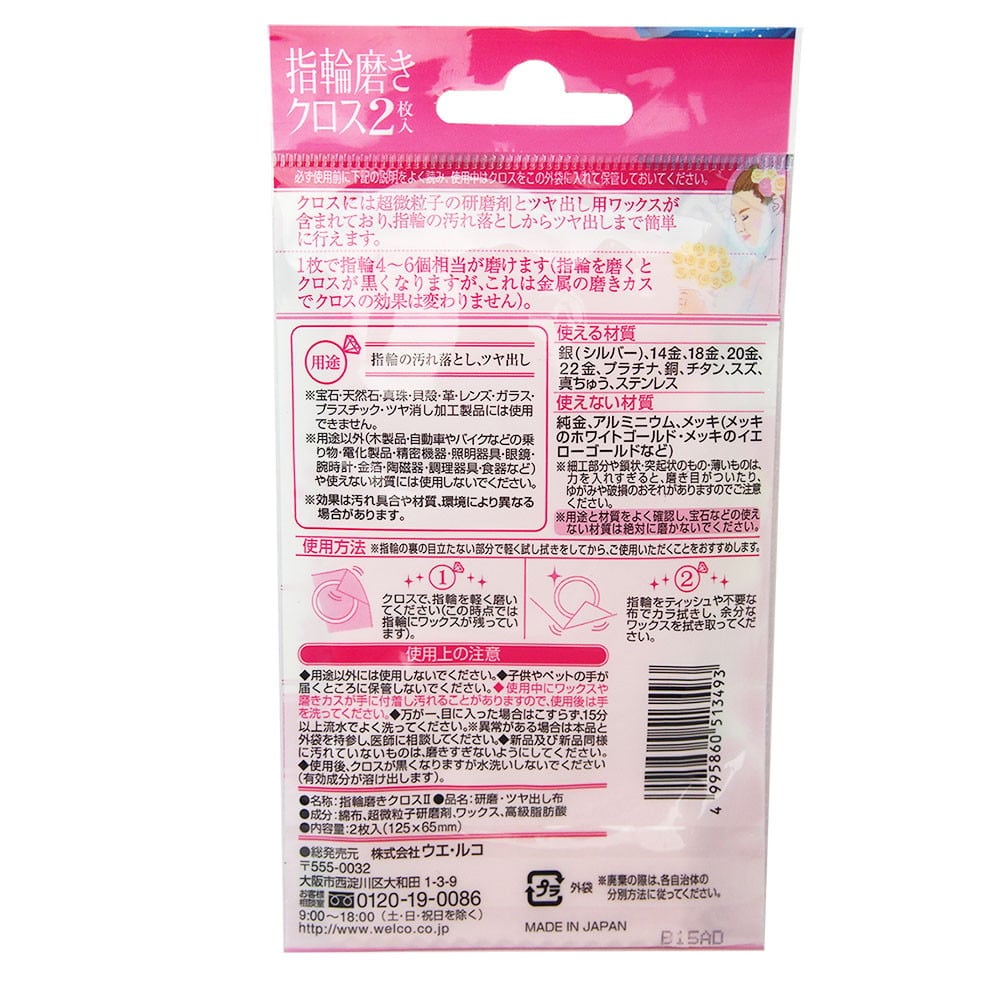 指輪磨き
クロス2枚入
必ず使用前に下記の説明をよく読み、使用中はクロスをこの外袋に入れて保管しておいてください。
クロスには超微粒子の研磨剤とツヤ出し用ワックスが
含まれており、指輪の汚れ落としからツヤ出しまで簡単
に行えます。
1枚で指輪4～6個相当が磨けます(指輪を磨くと
クロスが黒くなりますが、これは金属の磨きカス
でクロスの効果は変わりません)。
用途
指輪の汚れ落とし、ツヤ出し
※宝石・天然石・真珠・貝殻・革・レンズ・ガラス・
プラスチック・ツヤ消し加工製品には使用
できません。
※用途以外(木製品・自動車やバイクなどの乗
り物・電化製品・精密機器・照明器具・眼鏡・
腕時計・金箔・陶磁器・調理器具・食器など)
や使えない材質には使用しないでください。
※効果は汚れ具合や材質、環境により異なる
場合があります。
使える材質
銀(シルバー)、14金、18金、20金、
22金、プラチナ、銅、チタン、スズ、
真ちゅう、ステンレス
使えない材質
純金、アルミニウム、メッキ(メッキ
のホワイトゴールド・メッキのイエ
ローゴールドなど)
※細工部分や鎖状・突起状のもの・薄いものは、
力を入れすぎると、磨き目がついたり、
ゆがみや破損のおそれがありますのでご注意
ください。
※用途と材質をよく確認し、宝石などの使え
ない材質は絶対に磨かないでください。
使用方法 ※指輪の裏の目立たない部分で軽く試し拭きをしてから、ご使用いただくことをおすすめします。
1
クロスで、指輪を軽く磨い
てください(この時点では
指輪にワックスが残ってい
ます)。
2
指輪をティッシュや不要な
布でカラ拭きし、余分な
ワックスを拭き取ってくだ
さい。
使用上の注意
◆用途以外には使用しないでください。◆子供やペットの手が
届くところに保管しないでください。◆使用中にワックスや
磨きカスが手に付着し汚れることがありますので、使用後は手
を洗ってください。◆万が一、目に入った場合はこすらず、15分
以上流水でよく洗ってください。※異常がある場合は本品と
外袋を持参し、医師に相談してください。◆新品及び新品同様
に汚れていないものは、磨きすぎないようにしてください。
◆使用後、クロスが黒くなりますが水洗いしないでください
(有効成分が溶け出します)。
●名称:指輪磨きクロスⅡ ●品名:研磨・ツヤ出し布
●成分:綿布、超微粒子研磨剤、ワックス、高級脂肪酸
●内容量:2枚入(125×65mm)
●総発売元 株式会社ウエ・ルコ
〒555-0032
大阪市西淀川区大和田 1-3-9
お客様相談室 0120-19-0086
9:00～18:00 (土・日・祝日を除く)
http://www.welco.co.jp
4 995860 513493
プラ 外袋
※廃棄の際は、各自治体の
分別方法に従ってください。
MADE IN JAPAN
B15AD